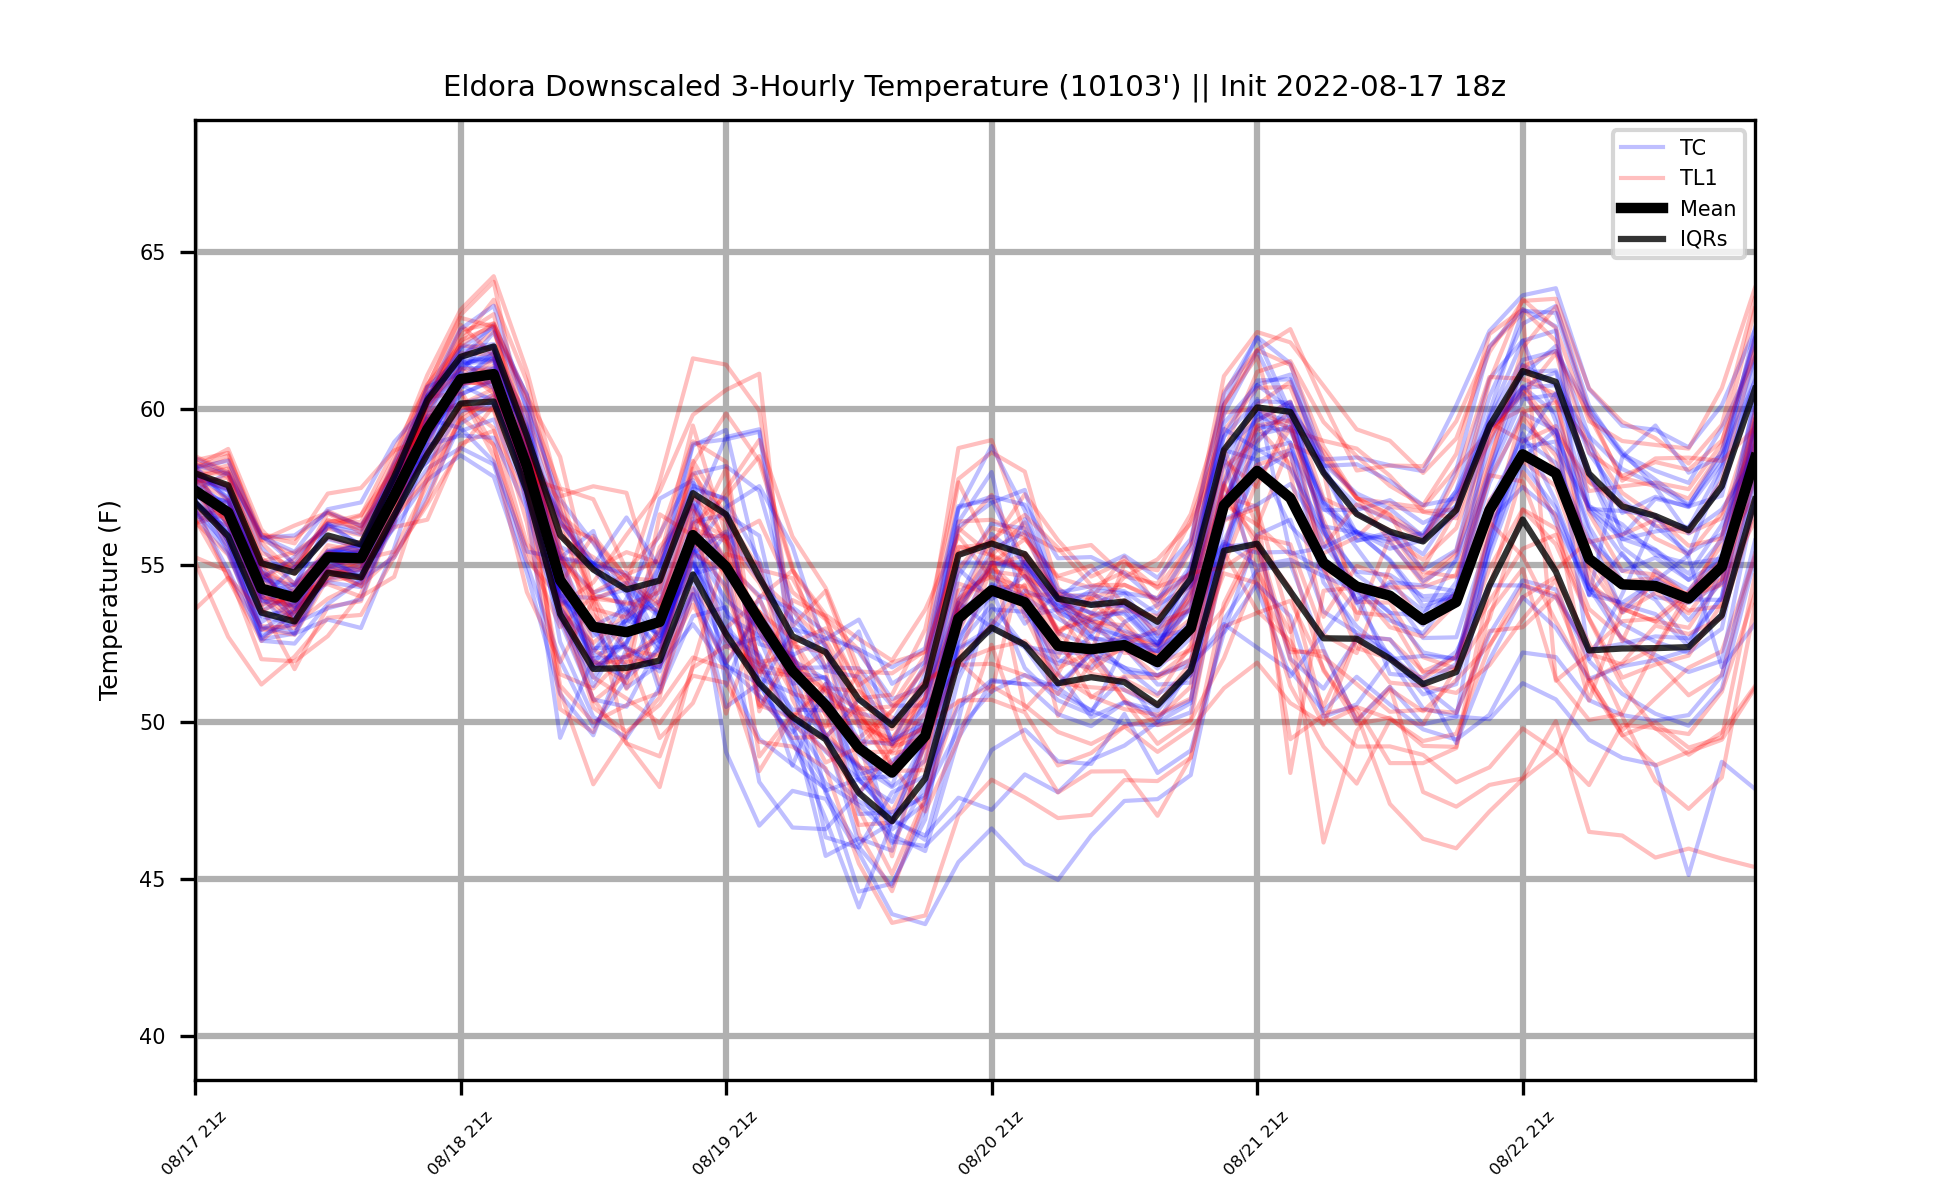 Eldora Downscaled 3-Hourly Temperature (10103') || Init 2022-08-17 18z
TC
TL1
Mean
IQRs
Temperature (F)
65
60
55
50
45
40
08/17 21z
08/18 21z
08/19 21z
08/20 21z
08/21 21z
08/22 21z